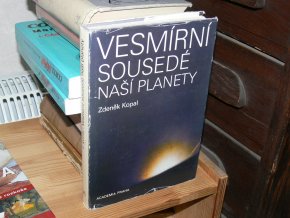 VESMÍRNÍ
SOUSEDÉ
NAŠÍ PLANETY
Zdeněk Kopal
ACADEMIA PRAHA